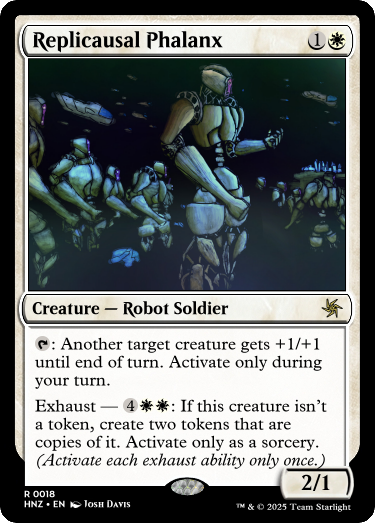 Replicausal Phalanx 1
Creature — Robot Soldier
: Another target creature gets +1/+1
until end of turn. Activate only during
your turn.
Exhaust — 4: If this creature isn't
a token, create two tokens that are
copies of it. Activate only as a sorcery.
(Activate each exhaust ability only once.)
2/1
R 0018
HNZ • EN Josh Davis
™ & © 2025 Team Starlight